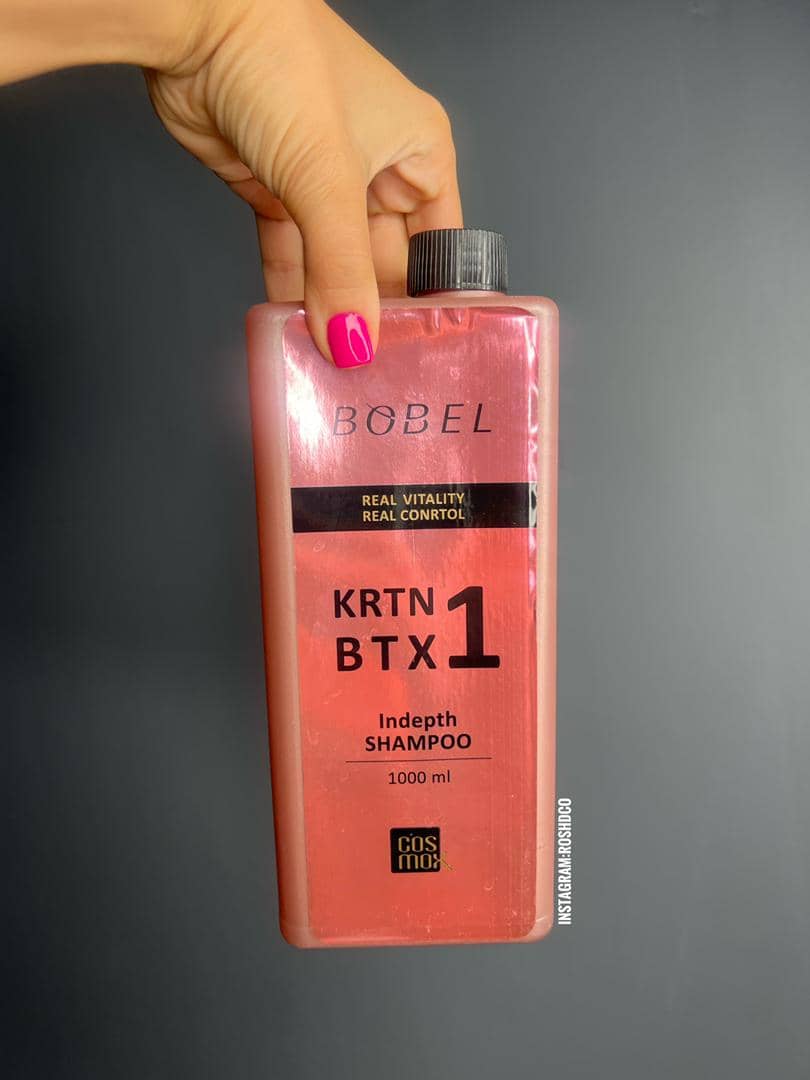 BOBEL
REAL VITALITY
REAL CONRTOL
KRTN
BTX 1
Indepth
SHAMPOO
1000 ml
COS
MOX
INSTAGRAM:ROSHDCO